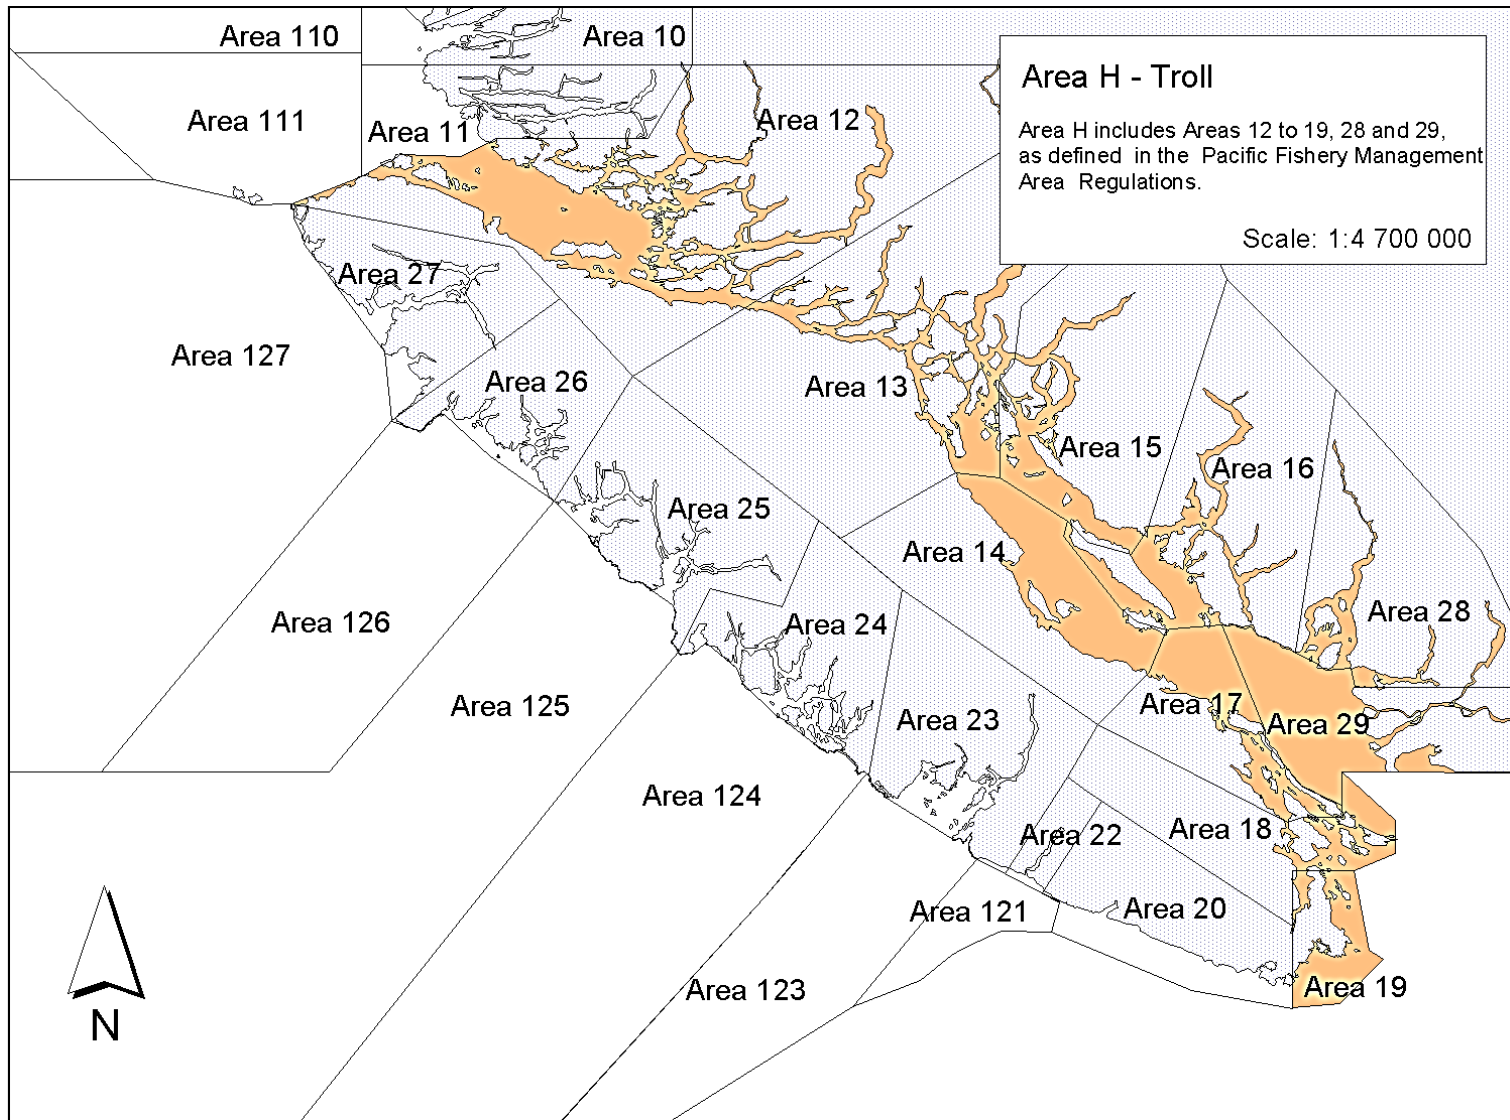 Area 110
Area 10
Area H - Troll
Area H includes Areas 12 to 19, 28 and 29,
as defined in the Pacific Fishery Management
Area Regulations.
Scale: 1:4 700 000
Area 111
Area 11
Area 12
Area 27
Area 127
Area 26
Area 13
Area 15
Area 16
Area 25
Area 14
Area 126
Area 24
Area 28
Area 125
Area 23
Area 17
Area 29
Area 124
Area 22
Area 18
Area 121
Area 20
Area 123
Area 19
N